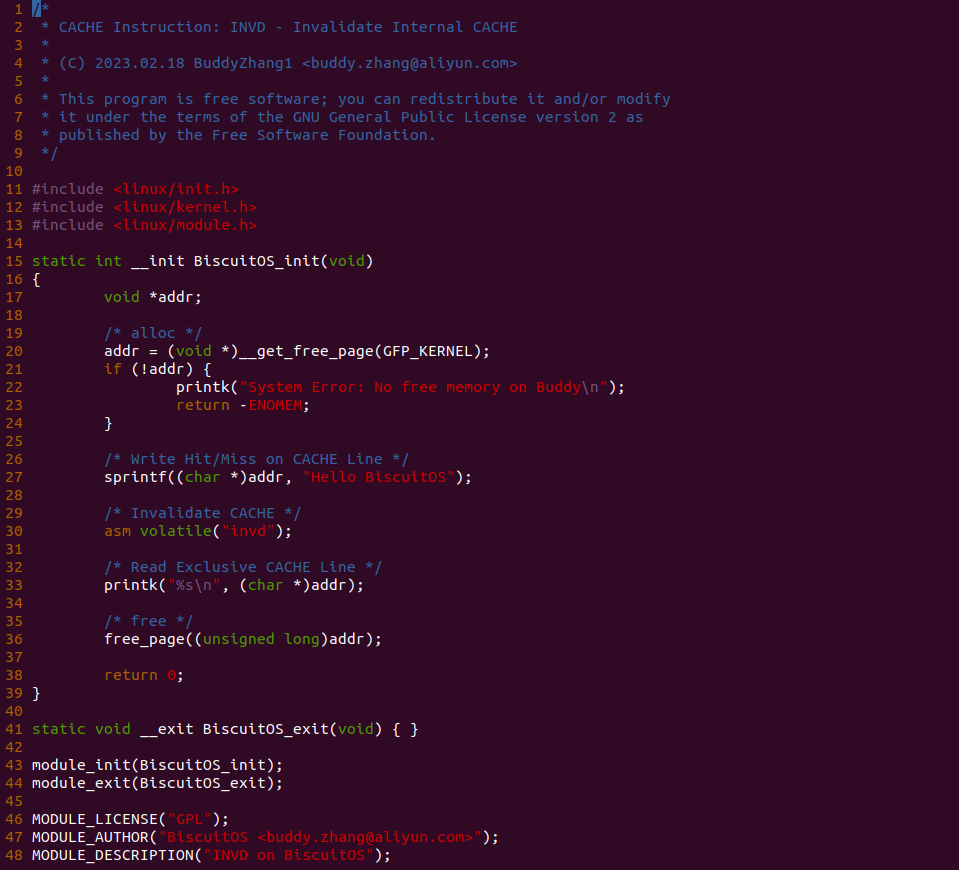 1 /*
2  * CACHE Instruction: INVD - Invalidate Internal CACHE
3  *
4  * (C) 2023.02.18 BuddyZhang1 <buddy.zhang@aliyun.com>
5  *
6  * This program is free software; you can redistribute it and/or modify
7  * it under the terms of the GNU General Public License version 2 as
8  * published by the Free Software Foundation.
9  */
10
11 #include <linux/init.h>
12 #include <linux/kernel.h>
13 #include <linux/module.h>
14
15 static int __init BiscuitOS_init(void)
16 {
17         void *addr;
18
19         /* alloc */
20         addr = (void *)__get_free_page(GFP_KERNEL);
21         if (!addr) {
22                 printk("System Error: No free memory on Buddy\n");
23                 return -ENOMEM;
24         }
25
26         /* Write Hit/Miss on CACHE Line */
27         sprintf((char *)addr, "Hello BiscuitOS");
28
29         /* Invalidate CACHE */
30         asm volatile("invd");
31
32         /* Read Exclusive CACHE Line */
33         printk("%s\n", (char *)addr);
34
35         /* free */
36         free_page((unsigned long)addr);
37
38         return 0;
39 }
40
41 static void __exit BiscuitOS_exit(void) { }
42
43 module_init(BiscuitOS_init);
44 module_exit(BiscuitOS_exit);
45
46 MODULE_LICENSE("GPL");
47 MODULE_AUTHOR("BiscuitOS <buddy.zhang@aliyun.com>");
48 MODULE_DESCRIPTION("INVD on BiscuitOS");